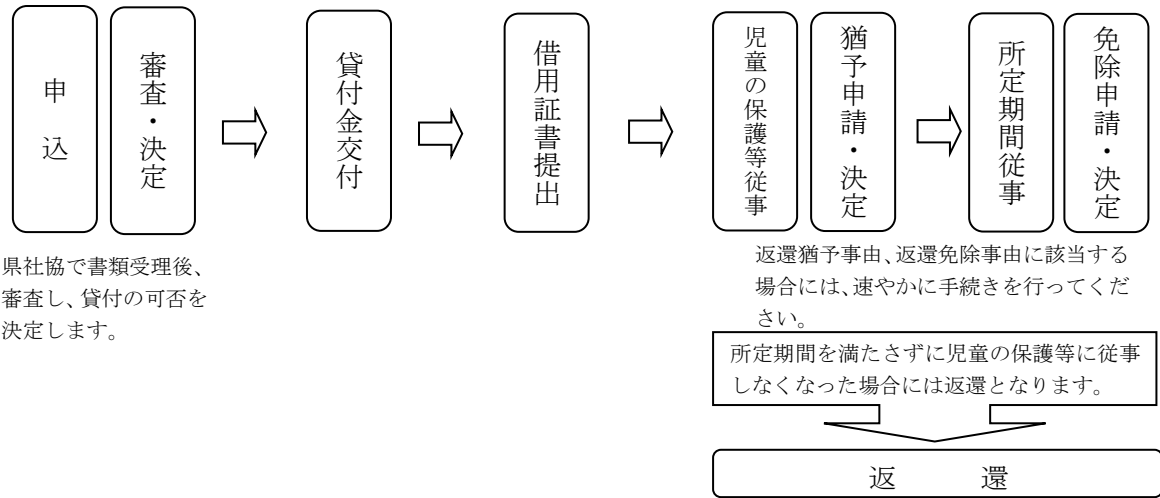 申込
審査・決定
貸付金交付
借用証書提出
児童の保護等従事
猶予申請・決定
所定期間従事
免除申請・決定
県社協で書類受理後、
審査し、貸付の可否を
決定します。
返還猶予事由、返還免除事由に該当する
場合には、速やかに手続きを行ってくだ
さい。
所定期間を満たさずに児童の保護等に従事
しなくなった場合には返還となります。
返　還